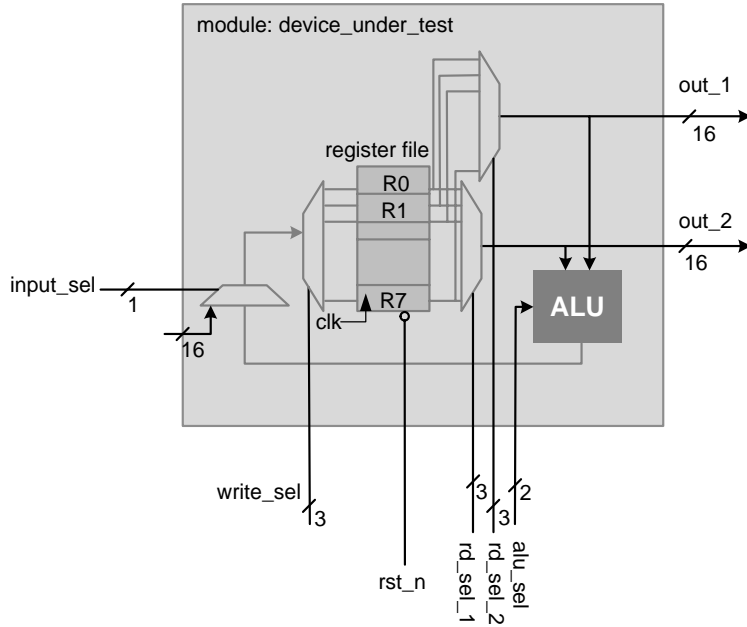 module: device_under_test
out_1
16
register file
R0
R1
out_2
16
input_sel
1
R7
clk
ALU
16
write_sel
3
3
3
2
rst_n
rd_sel_1
rd_sel_2
alu_sel